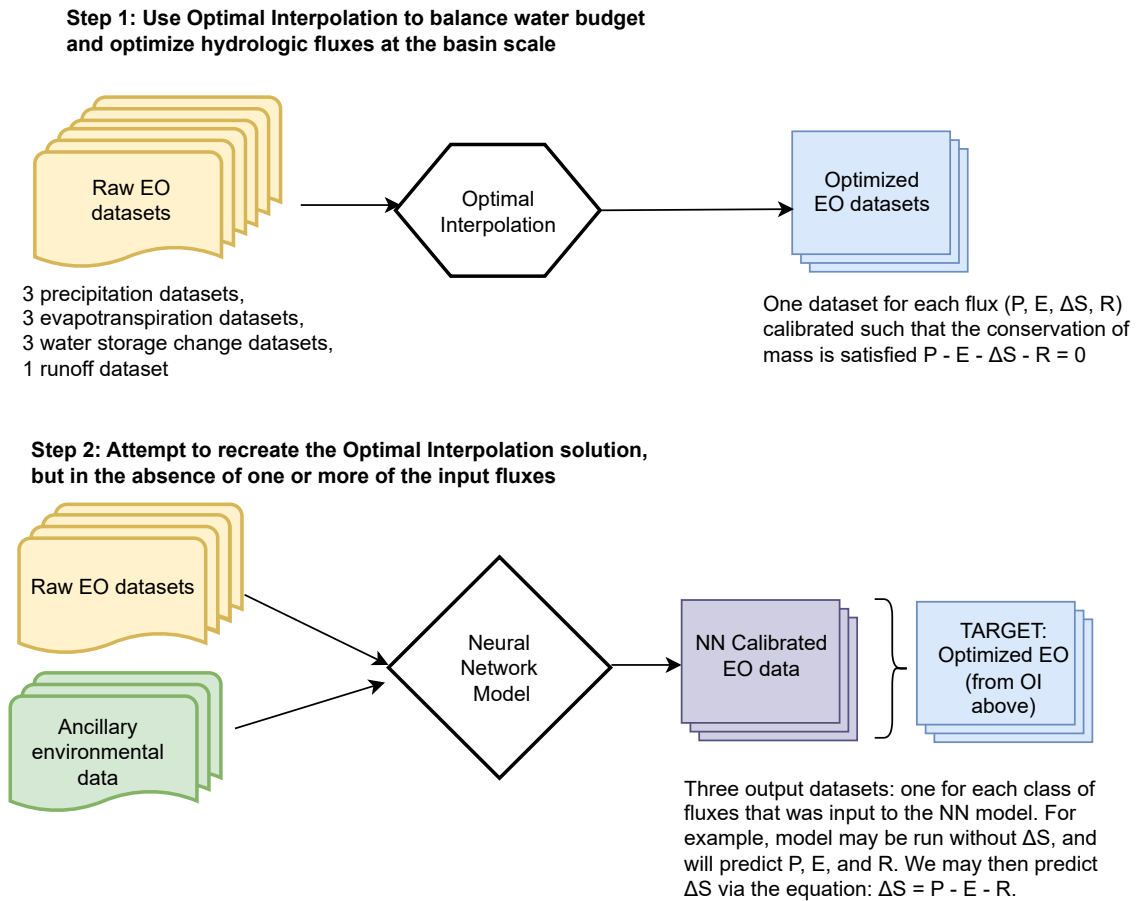 Step 1: Use Optimal Interpolation to balance water budget
and optimize hydrologic fluxes at the basin scale
Raw EO
datasets
Optimal
Interpolation
Optimized
EO datasets
3 precipitation datasets,
3 evapotranspiration datasets,
3 water storage change datasets,
1 runoff dataset
One dataset for each flux (P, E, ΔS, R)
calibrated such that the conservation of
mass is satisfied P - E - ΔS - R = 0
Step 2: Attempt to recreate the Optimal Interpolation solution,
but in the absence of one or more of the input fluxes
Raw EO datasets
Ancillary
environmental
data
Neural
Network
Model
NN Calibrated
EO data
TARGET:
Optimized EO
(from OI
above)
Three output datasets: one for each class of
fluxes that was input to the NN model. For
example, model may be run without ΔS, and
will predict P, E, and R. We may then predict
ΔS via the equation: ΔS = P - E - R.